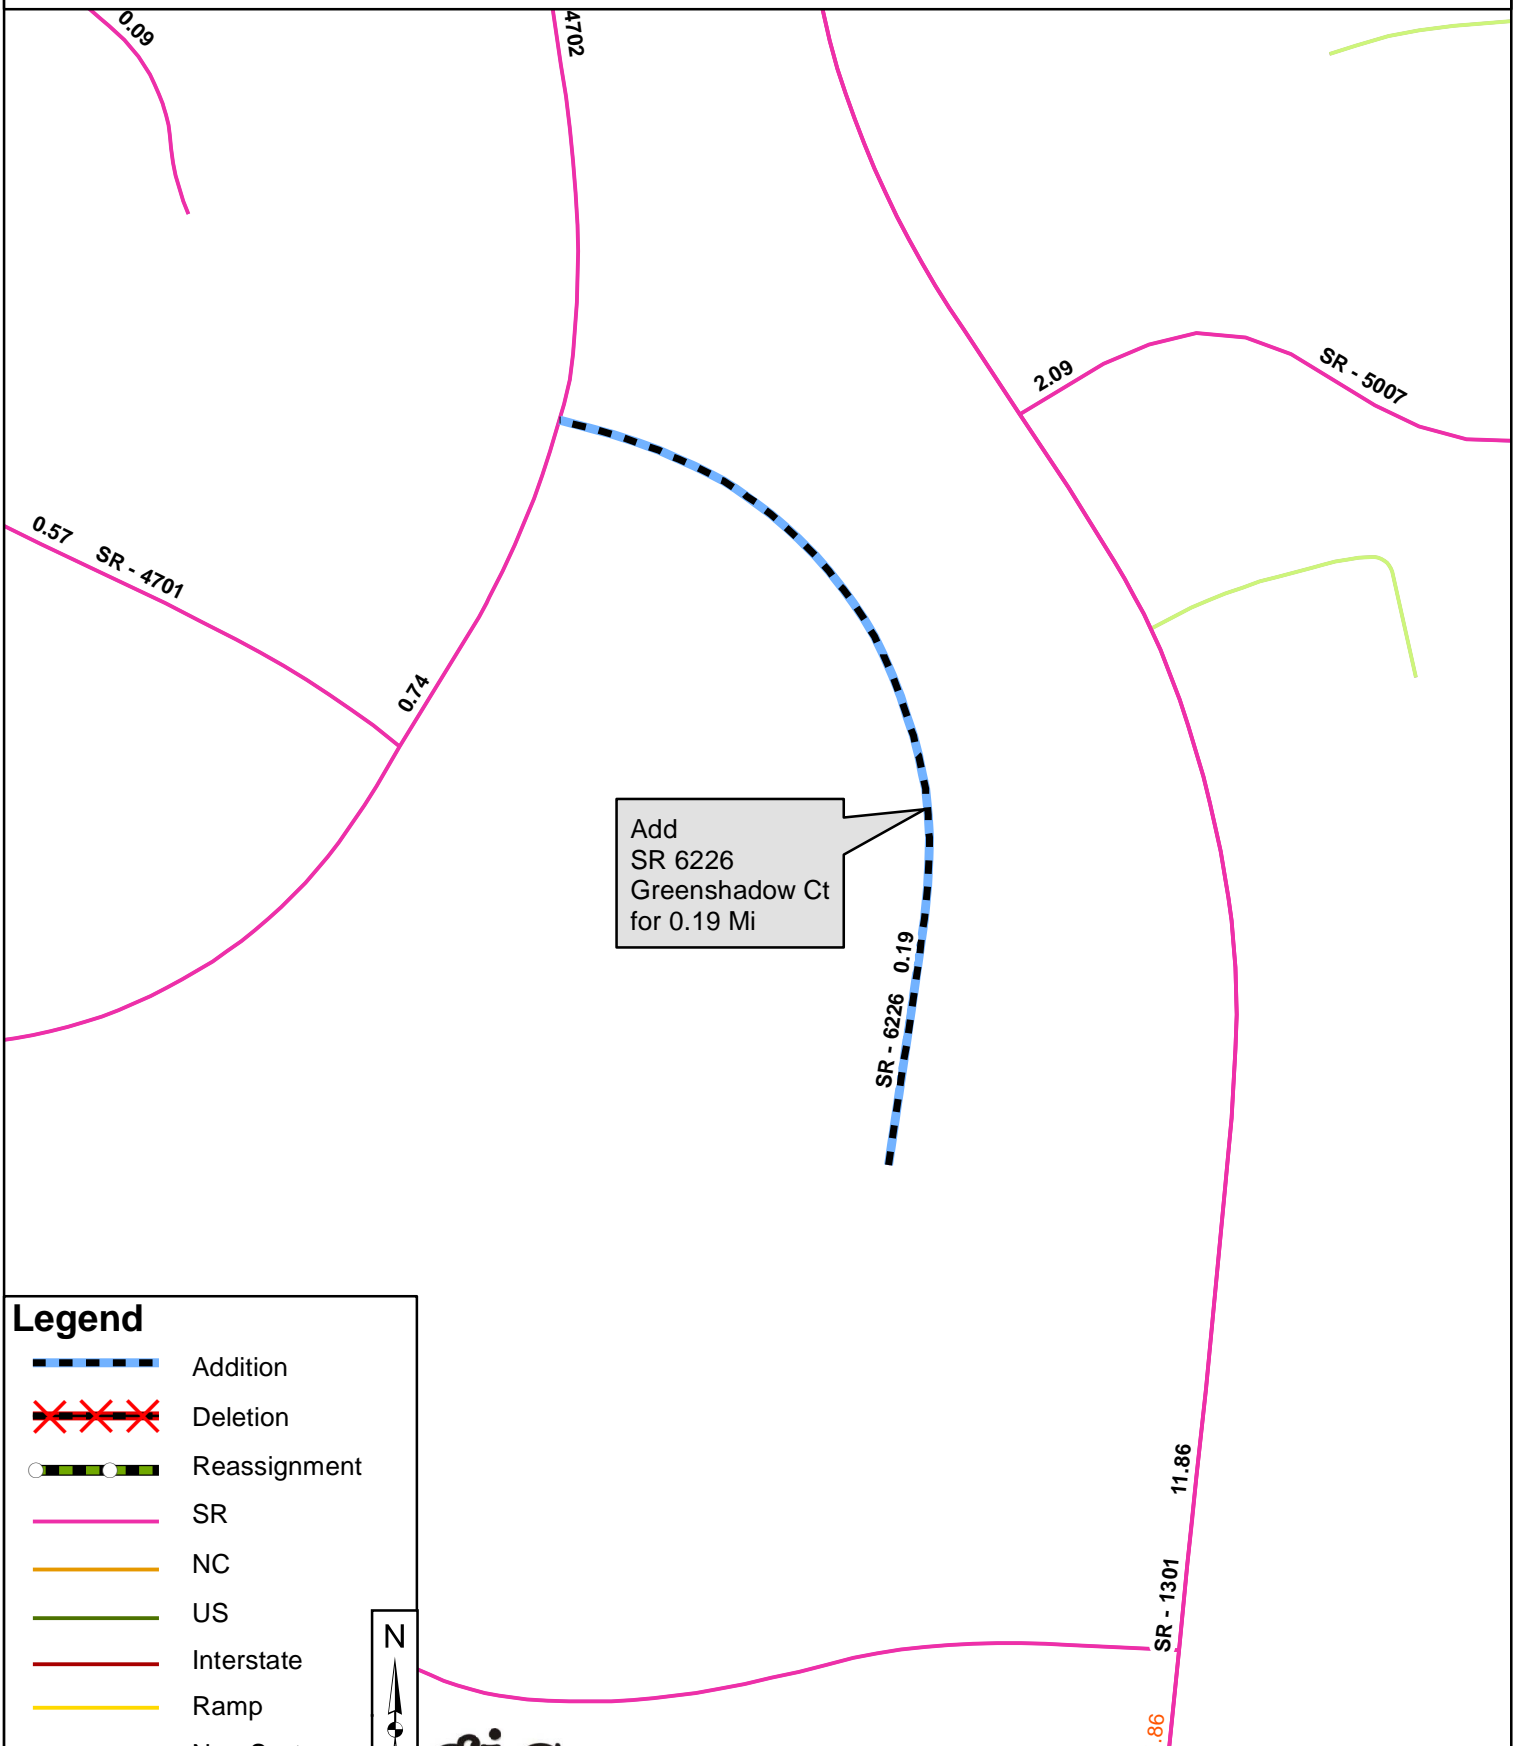 0.09
4702
2.09
SR - 5007
0.57 SR - 4701
0.74
Add
SR 6226
Greenshadow Ct
for 0.19 Mi
SR - 6226 0.19
SR - 1301 11.86
.86
Legend
Addition
Deletion
Reassignment
SR
NC
US
Interstate
Ramp
N